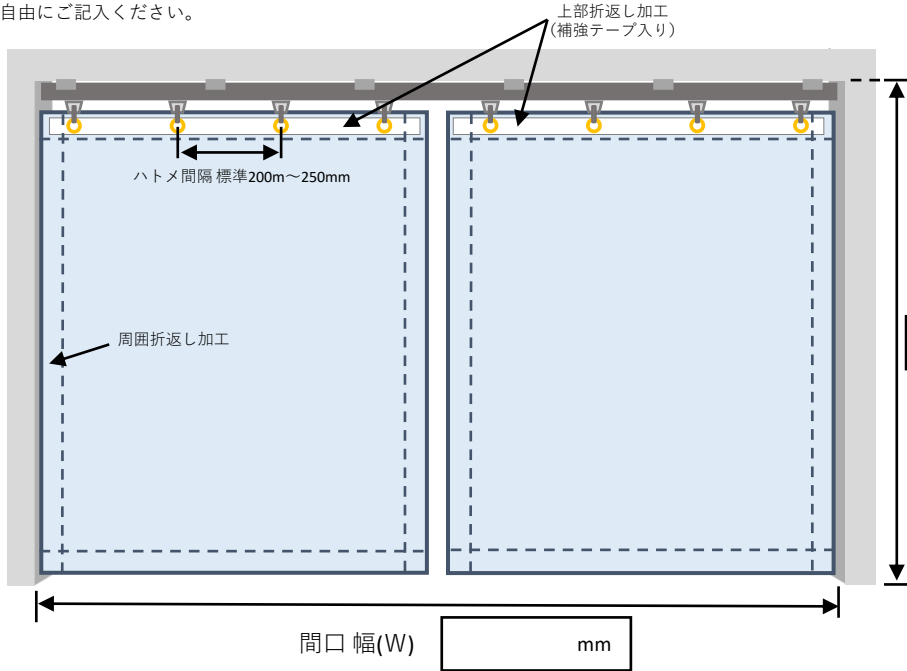 自由にご記入ください。
上部折返し加工
(補強テープ入り)
ハトメ間隔 標準200m～250mm
周囲折返し加工
間口 幅(W)
mm